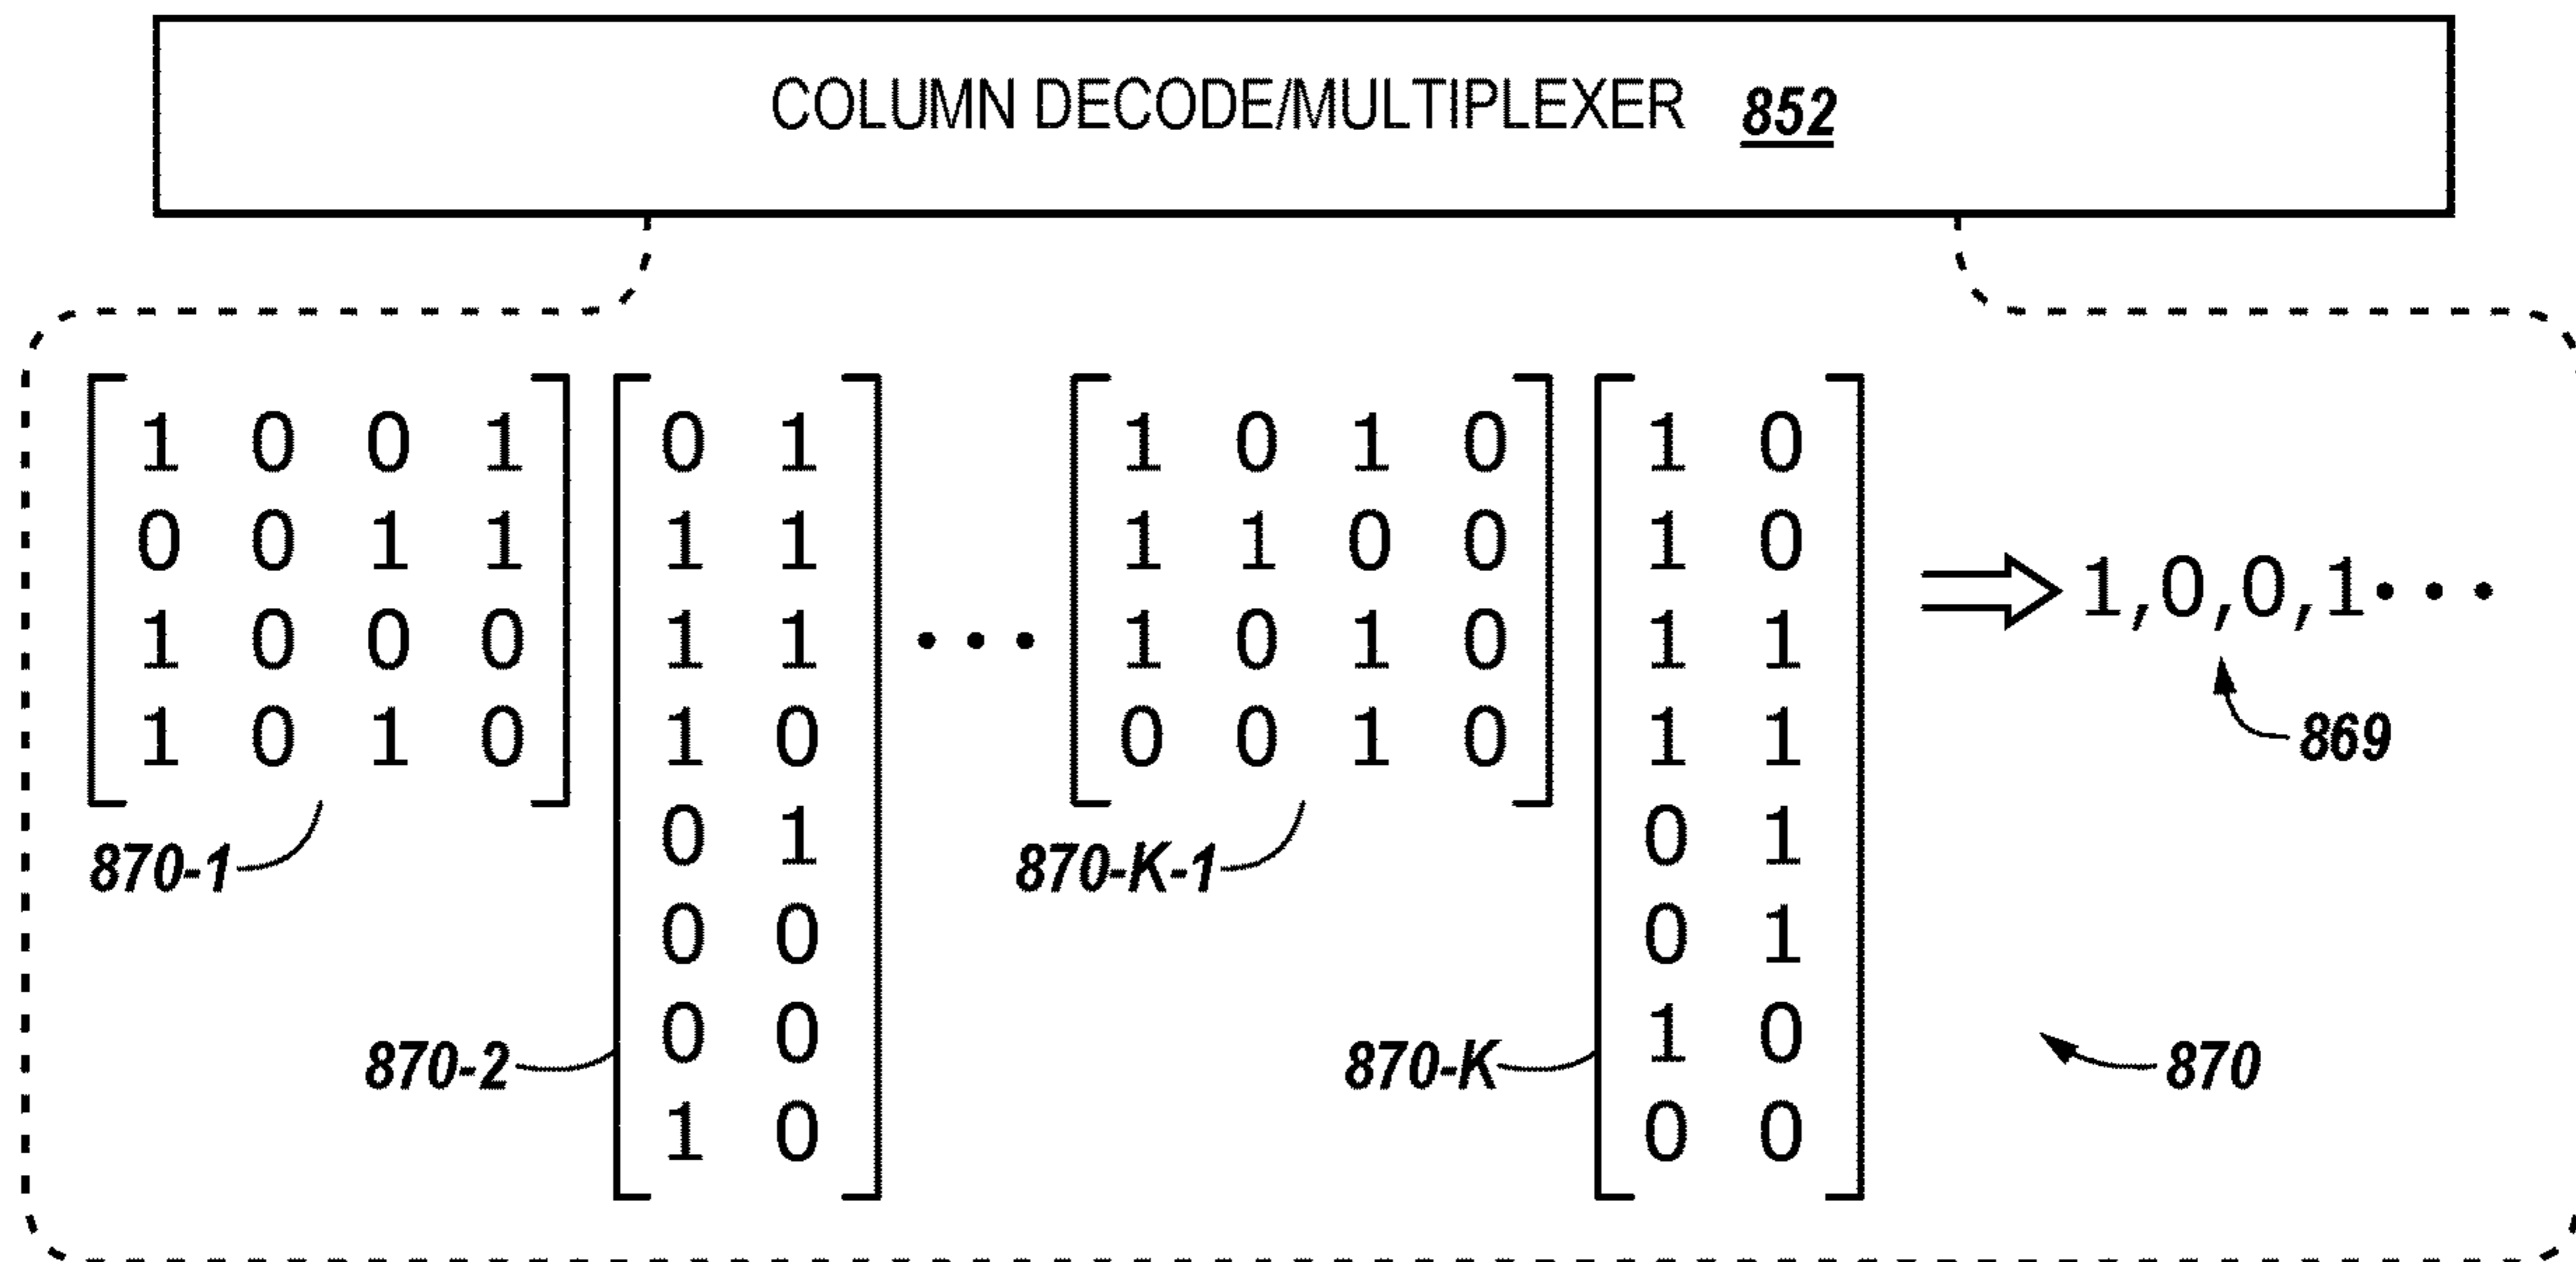 COLUMN DECODE/MULTIPLEXER 852
1 0 0 1 0 1 1 0 1 0 1 0
0 0 1 1 1 1 1 1 0 0 1 0
1 0 0 0 1 1 ••• 1 0 1 0 1 1
1 0 1 0 1 0 0 0 1 0 1 1
0 1 0 1
0 0 0 1
0 0 1 0
1 0 0 0
⇒ 1,0,0,1•••
869
870-1
870-K-1
870-2
870-K
870